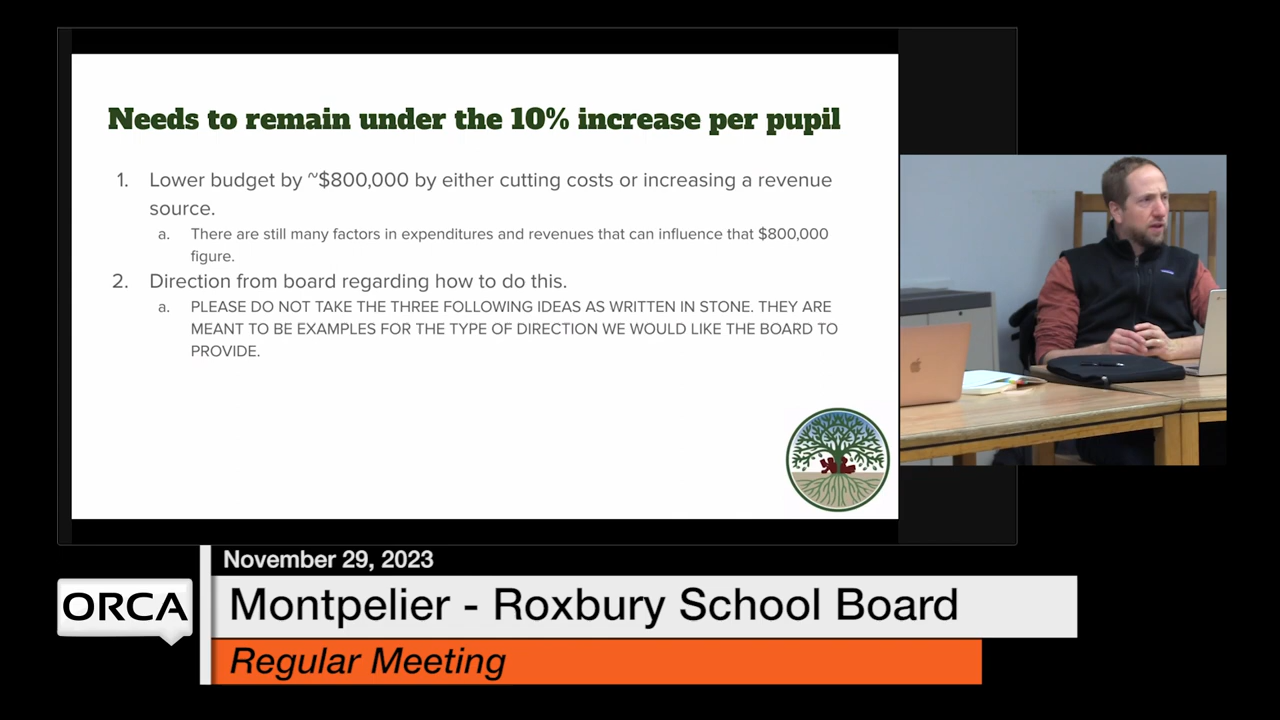 Needs to remain under the 10% increase per pupil
1. Lower budget by ~$800,000 by either cutting costs or increasing a revenue
source.
a. There are still many factors in expenditures and revenues that can influence that $800,000
figure.
2. Direction from board regarding how to do this.
a. PLEASE DO NOT TAKE THE THREE FOLLOWING IDEAS AS WRITTEN IN STONE. THEY ARE
MEANT TO BE EXAMPLES FOR THE TYPE OF DIRECTION WE WOULD LIKE THE BOARD TO
PROVIDE.
November 29, 2023
ORCA
Montpelier - Roxbury School Board
Regular Meeting